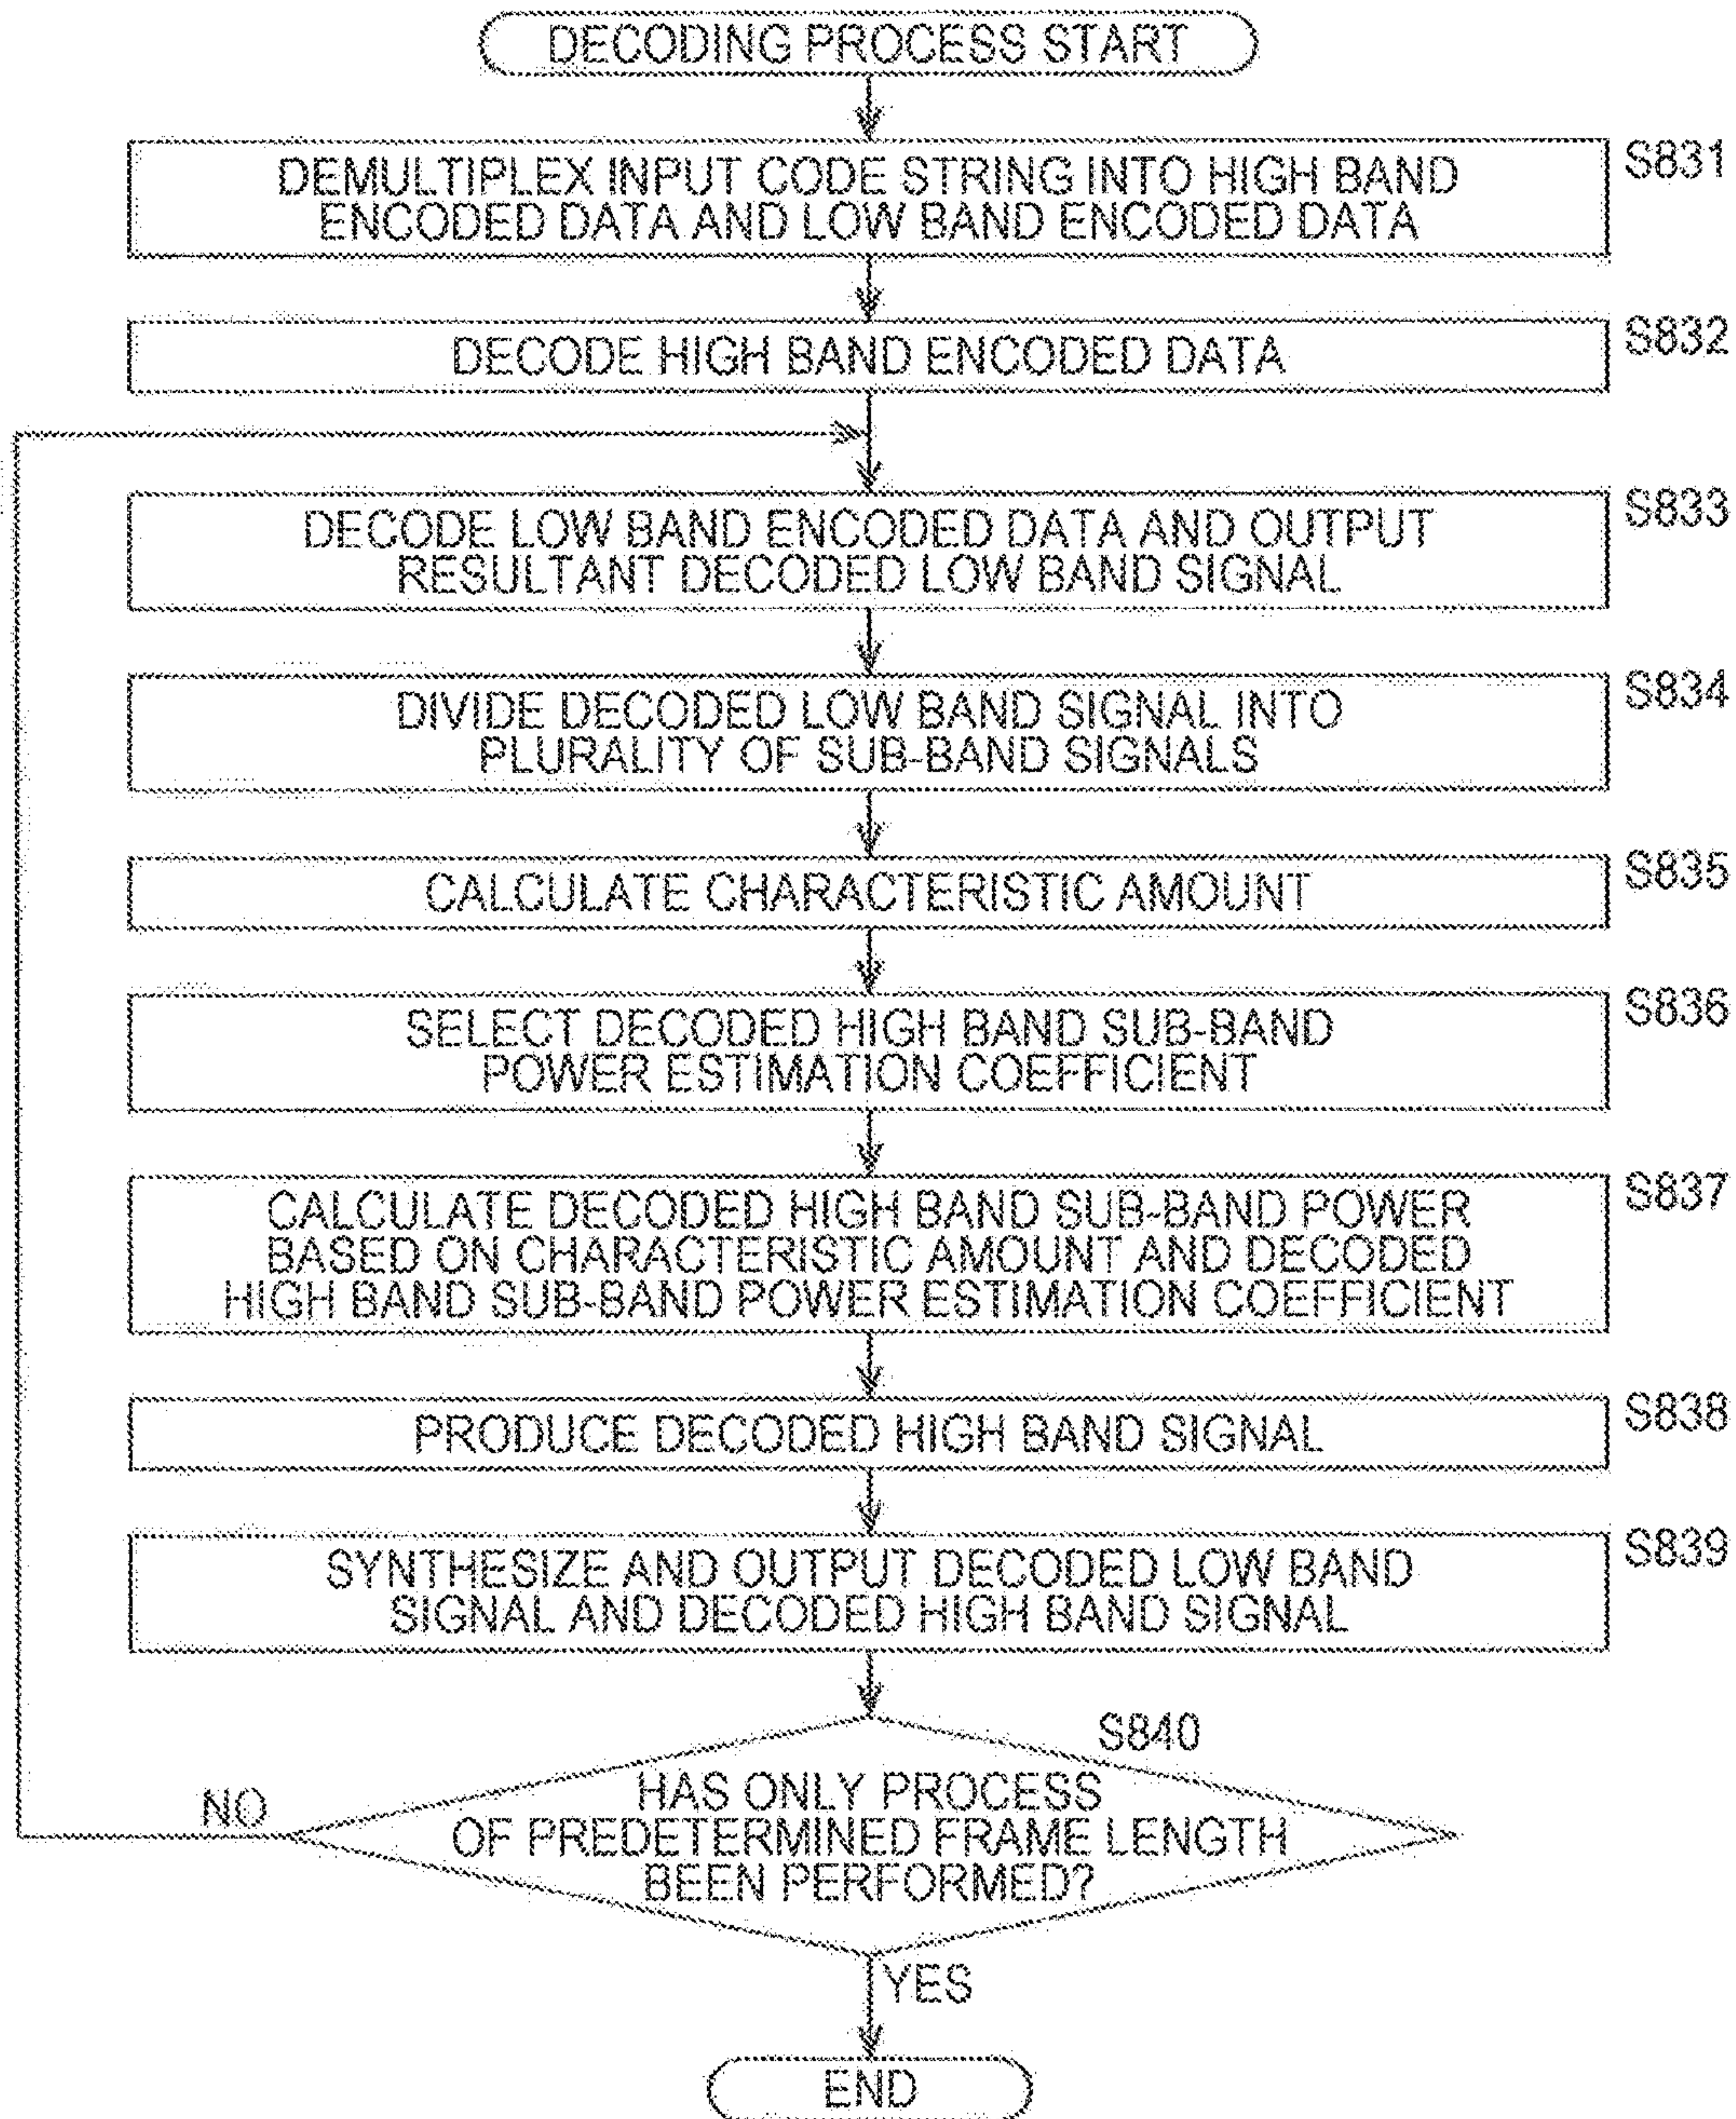 DECODING PROCESS START
S831
DEMULTIPLEX INPUT CODE STRING INTO HIGH BAND
ENCODED DATA AND LOW BAND ENCODED DATA
S832
DECODE HIGH BAND ENCODED DATA
S833
DECODE LOW BAND ENCODED DATA AND OUTPUT
RESULTANT DECODED LOW BAND SIGNAL
S834
DIVIDE DECODED LOW BAND SIGNAL INTO
PLURALITY OF SUB-BAND SIGNALS
S835
CALCULATE CHARACTERISTIC AMOUNT
S836
SELECT DECODED HIGH BAND SUB-BAND
POWER ESTIMATION COEFFICIENT
S837
CALCULATE DECODED HIGH BAND SUB-BAND POWER
BASED ON CHARACTERISTIC AMOUNT AND DECODED
HIGH BAND SUB-BAND POWER ESTIMATION COEFFICIENT
S838
PRODUCE DECODED HIGH BAND SIGNAL
S839
SYNTHESIZE AND OUTPUT DECODED LOW BAND
SIGNAL AND DECODED HIGH BAND SIGNAL
S840
HAS ONLY PROCESS
OF PREDETERMINED FRAME LENGTH
BEEN PERFORMED?
NO
YES
END